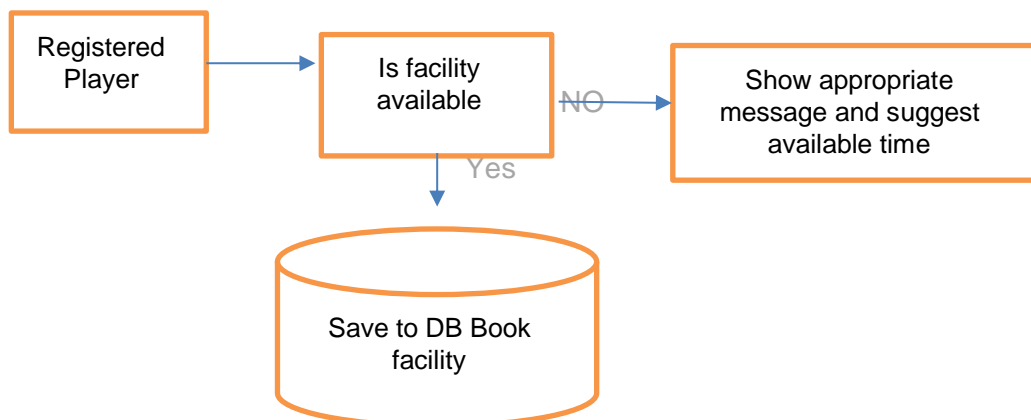 Registered
Player
Is facility
available
NO
Show appropriate
message and suggest
available time
Yes
Save to DB Book
facility